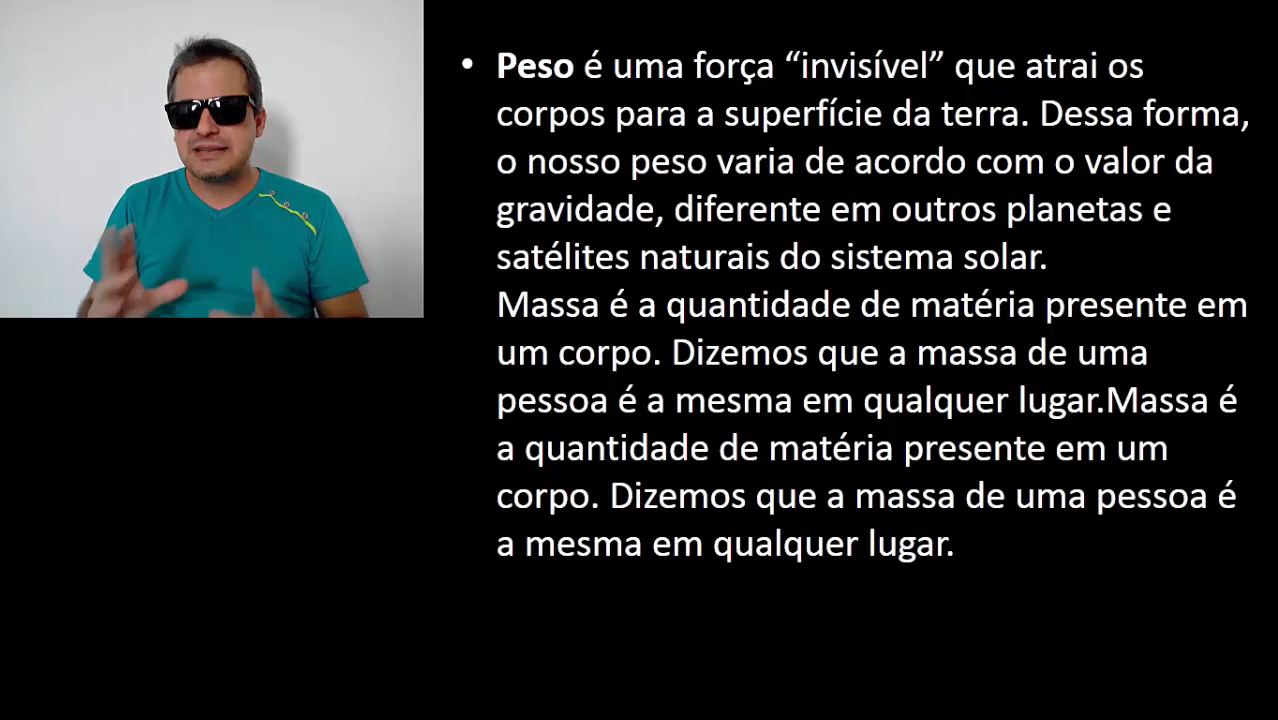 • Peso é uma força “invisível” que atrai os
corpos para a superfície da terra. Dessa forma,
o nosso peso varia de acordo com o valor da
gravidade, diferente em outros planetas e
satélites naturais do sistema solar.
Massa é a quantidade de matéria presente em
um corpo. Dizemos que a massa de uma
pessoa é a mesma em qualquer lugar.Massa é
a quantidade de matéria presente em um
corpo. Dizemos que a massa de uma pessoa é
a mesma em qualquer lugar.